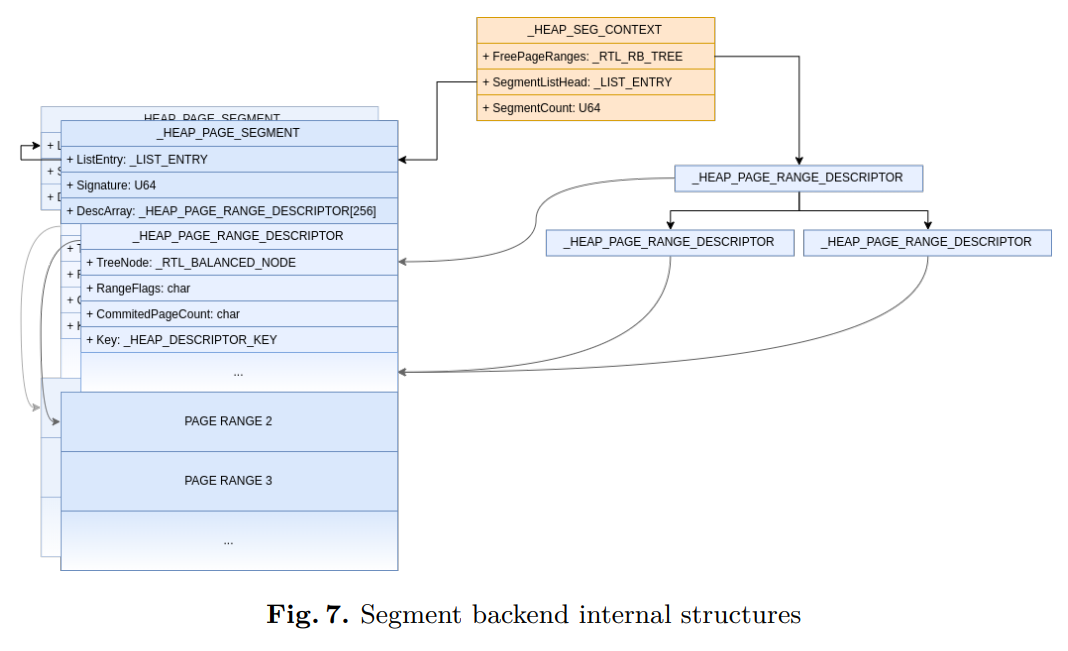 _HEAP_SEG_CONTEXT
+ FreePageRanges: _RTL_RB_TREE
+ SegmentListHead: _LIST_ENTRY
+ SegmentCount: U64
_HEAP_PAGE_SEGMENT
_HEAP_PAGE_SEGMENT
+ L
+ ListEntry: _LIST_ENTRY
+ S
+ Signature: U64
+ D
+ DescArray: _HEAP_PAGE_RANGE_DESCRIPTOR[256]
_HEAP_PAGE_RANGE_DESCRIPTOR
+ T
+ TreeNode: _RTL_BALANCED_NODE
+ RangeFlags: char
+ CommitedPageCount: char
+ K
+ Key: _HEAP_DESCRIPTOR_KEY
...
PAGE RANGE 2
PAGE RANGE 3
...
_HEAP_PAGE_RANGE_DESCRIPTOR
_HEAP_PAGE_RANGE_DESCRIPTOR
_HEAP_PAGE_RANGE_DESCRIPTOR
Fig. 7. Segment backend internal structures